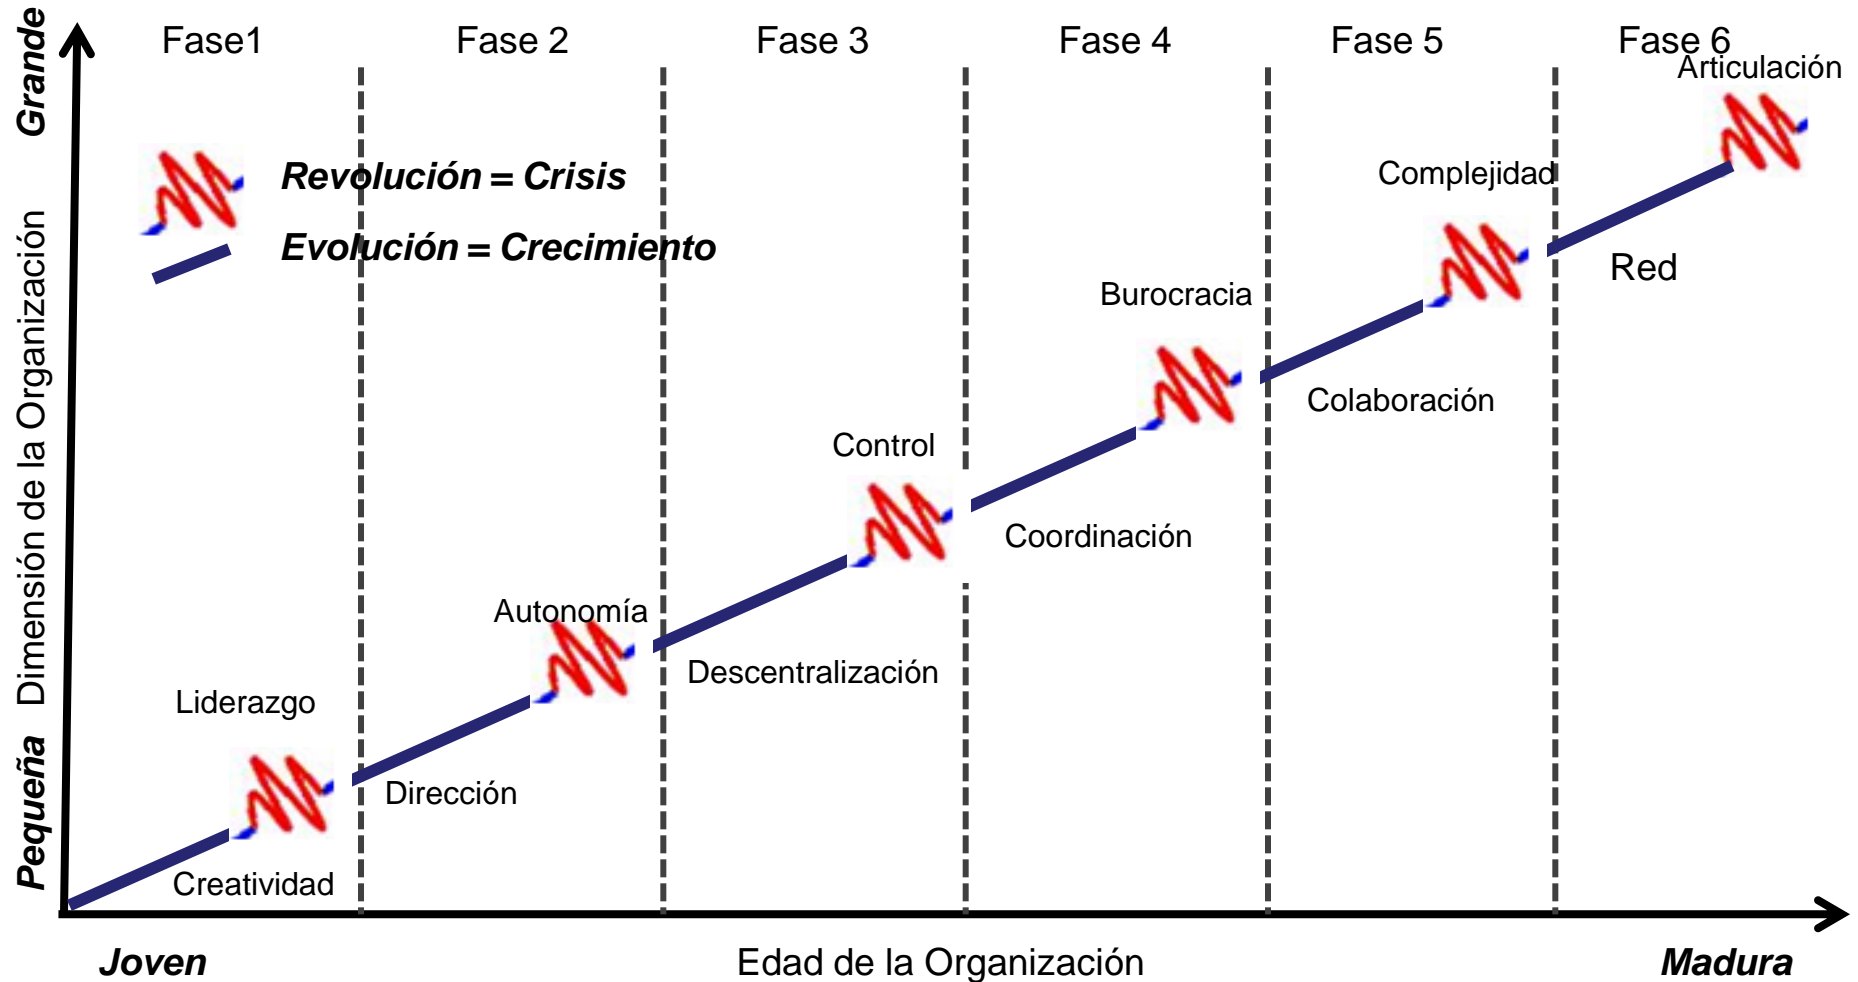 Fase1
Fase 2
Fase 3
Fase 4
Fase 5
Fase 6
Articulación
Grande
Revolución = Crisis
Complejidad
Evolución = Crecimiento
Red
Burocracia
Colaboración
Control
Coordinación
Dimensión de la Organización
Autonomía
Descentralización
Liderazgo
Dirección
Pequeña
Creatividad
Joven
Edad de la Organización
Madura